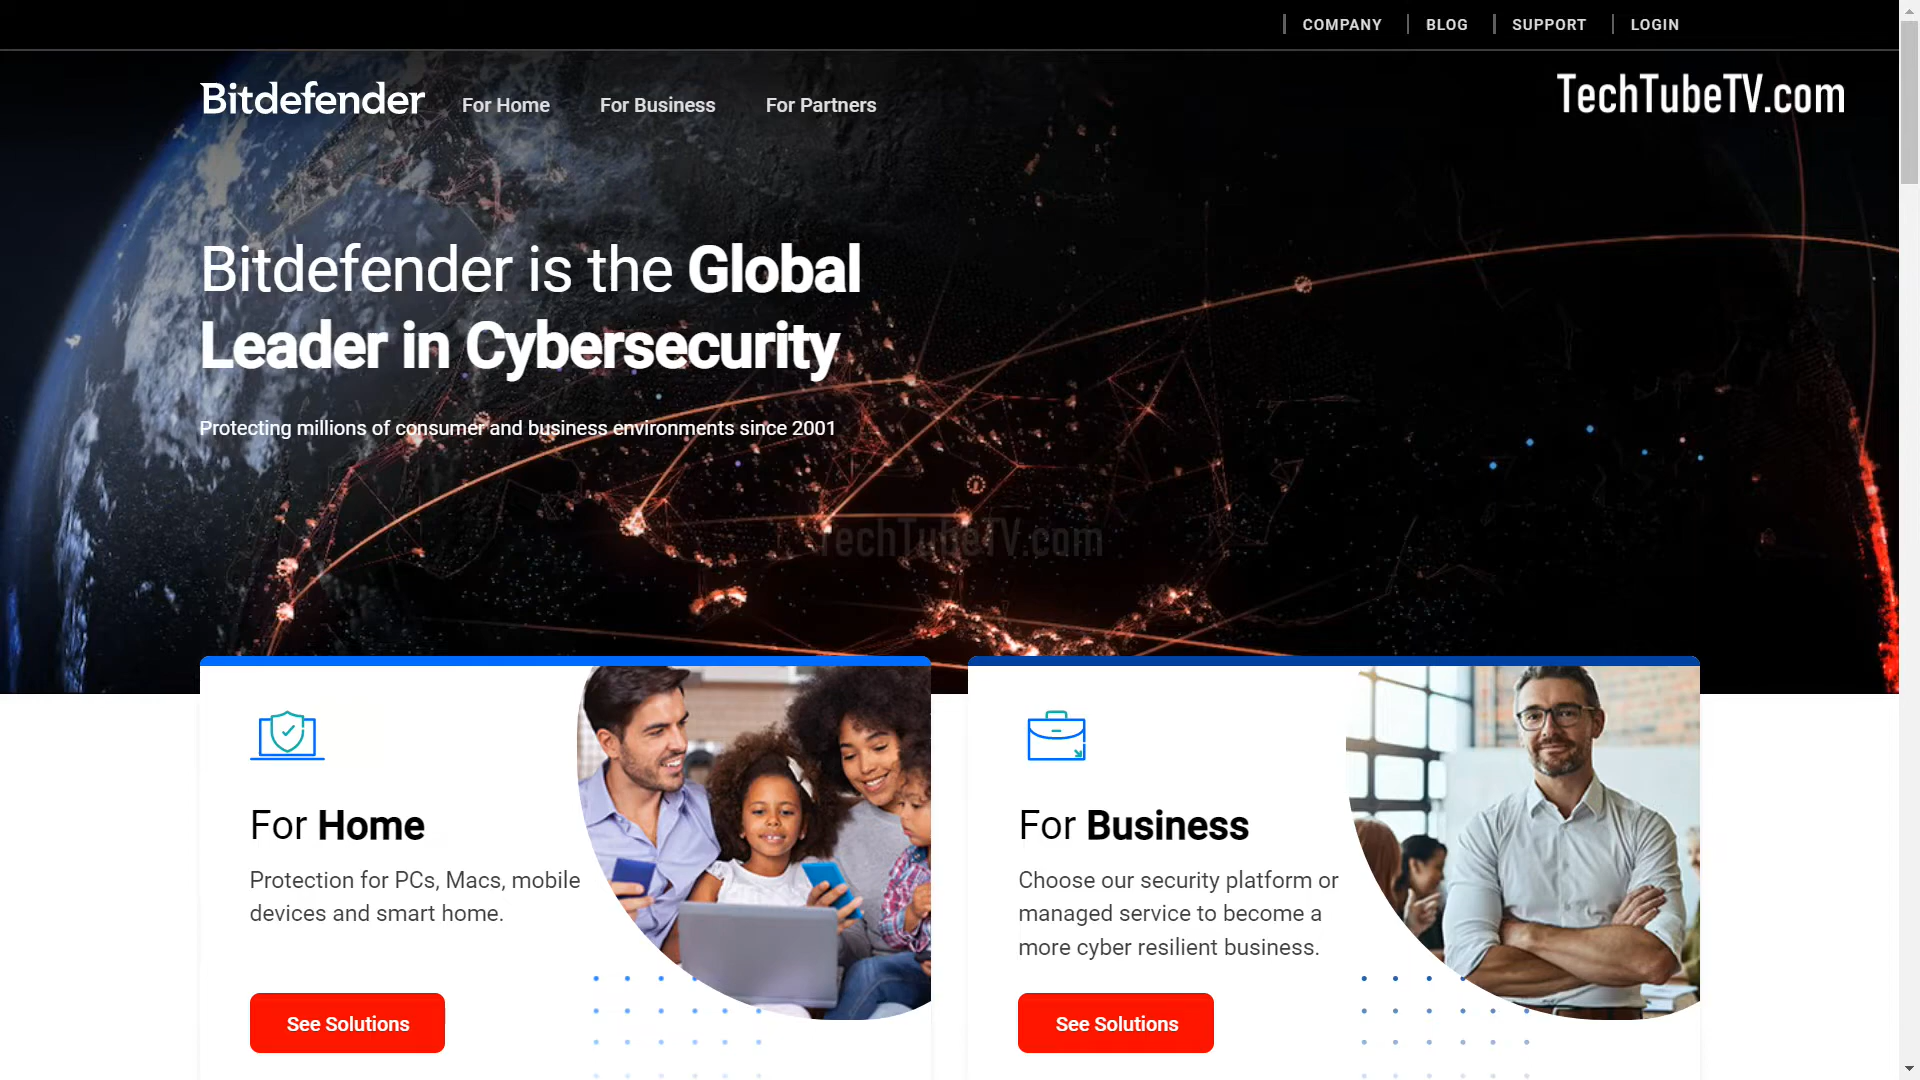 COMPANY
BLOG
SUPPORT
LOGIN
Bitdefender
For Home
For Business
For Partners
TechTubeTV.com
Bitdefender is the Global
Leader in Cybersecurity
Protecting millions of consumer and business environments since 2001
TechTubeTV.com
For Home
Protection for PCs, Macs, mobile
devices and smart home.
See Solutions
For Business
Choose our security platform or
managed service to become a
more cyber resilient business.
See Solutions